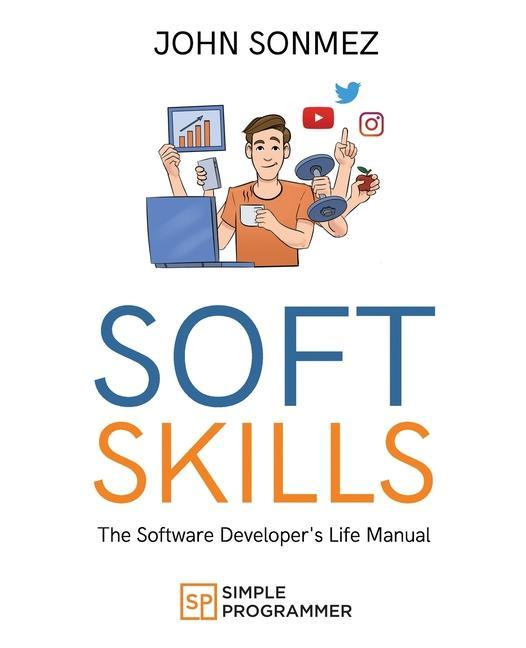 JOHN SONMEZ
SOFT
SKILLS
The Software Developer's Life Manual
SP
SIMPLE
PROGRAMMER